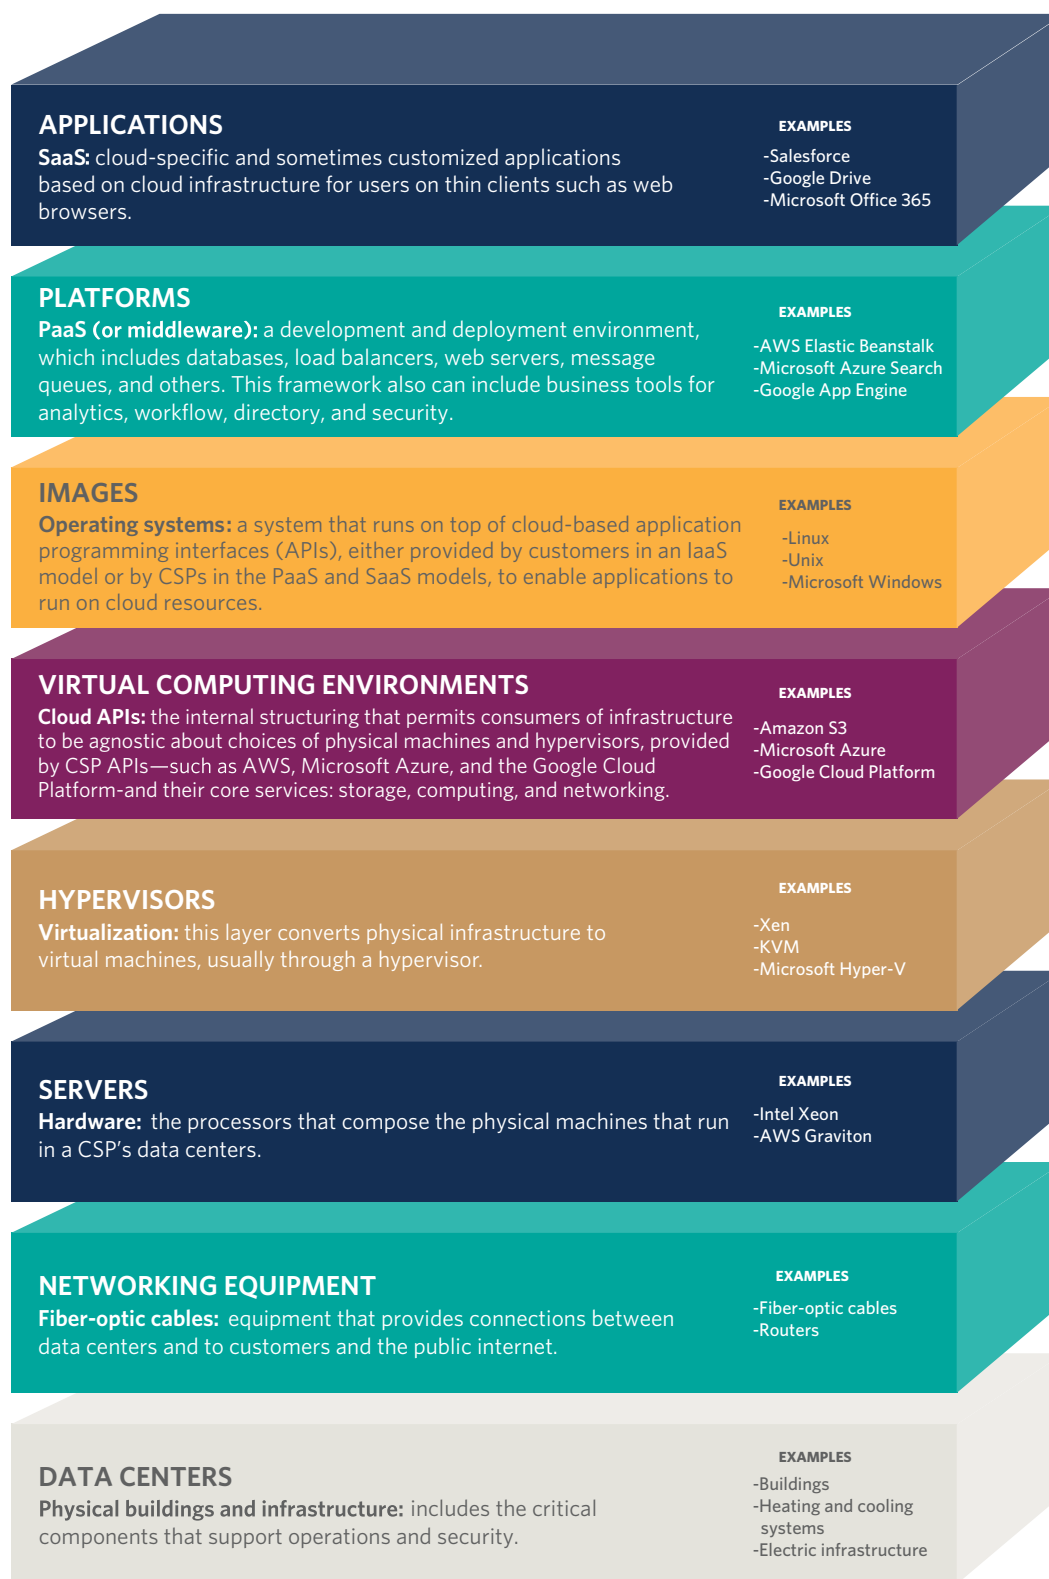 APPLICATIONS
SaaS: cloud-specific and sometimes customized applications
based on cloud infrastructure for users on thin clients such as web
browsers.
EXAMPLES
-Salesforce
-Google Drive
-Microsoft Office 365
PLATFORMS
PaaS (or middleware): a development and deployment environment,
which includes databases, load balancers, web servers, message
queues, and others. This framework also can include business tools for
analytics, workflow, directory, and security.
EXAMPLES
-AWS Elastic Beanstalk
-Microsoft Azure Search
-Google App Engine
IMAGES
Operating systems: a system that runs on top of cloud-based application
programming interfaces (APIs), either provided by customers in an IaaS
model or by CSPs in the PaaS and SaaS models, to enable applications to
run on cloud resources.
EXAMPLES
-Linux
-Unix
-Microsoft Windows
VIRTUAL COMPUTING ENVIRONMENTS
Cloud APIs: the internal structuring that permits consumers of infrastructure
to be agnostic about choices of physical machines and hypervisors, provided
by CSP APIs—such as AWS, Microsoft Azure, and the Google Cloud
Platform-and their core services: storage, computing, and networking.
EXAMPLES
-Amazon S3
-Microsoft Azure
-Google Cloud Platform
HYPERVISORS
Virtualization: this layer converts physical infrastructure to
virtual machines, usually through a hypervisor.
EXAMPLES
-Xen
-KVM
-Microsoft Hyper-V
SERVERS
Hardware: the processors that compose the physical machines that run
in a CSP's data centers.
EXAMPLES
-Intel Xeon
-AWS Graviton
NETWORKING EQUIPMENT
Fiber-optic cables: equipment that provides connections between
data centers and to customers and the public internet.
EXAMPLES
-Fiber-optic cables
-Routers
DATA CENTERS
Physical buildings and infrastructure: includes the critical
components that support operations and security.
EXAMPLES
-Buildings
-Heating and cooling
systems
-Electric infrastructure